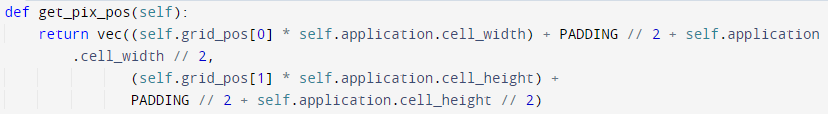 def get_pix_pos(self):
    return vec((self.grid_pos[0] * self.application.cell_width) + PADDING // 2 + self.application
        .cell_width // 2,
               (self.grid_pos[1] * self.application.cell_height) +
               PADDING // 2 + self.application.cell_height // 2)